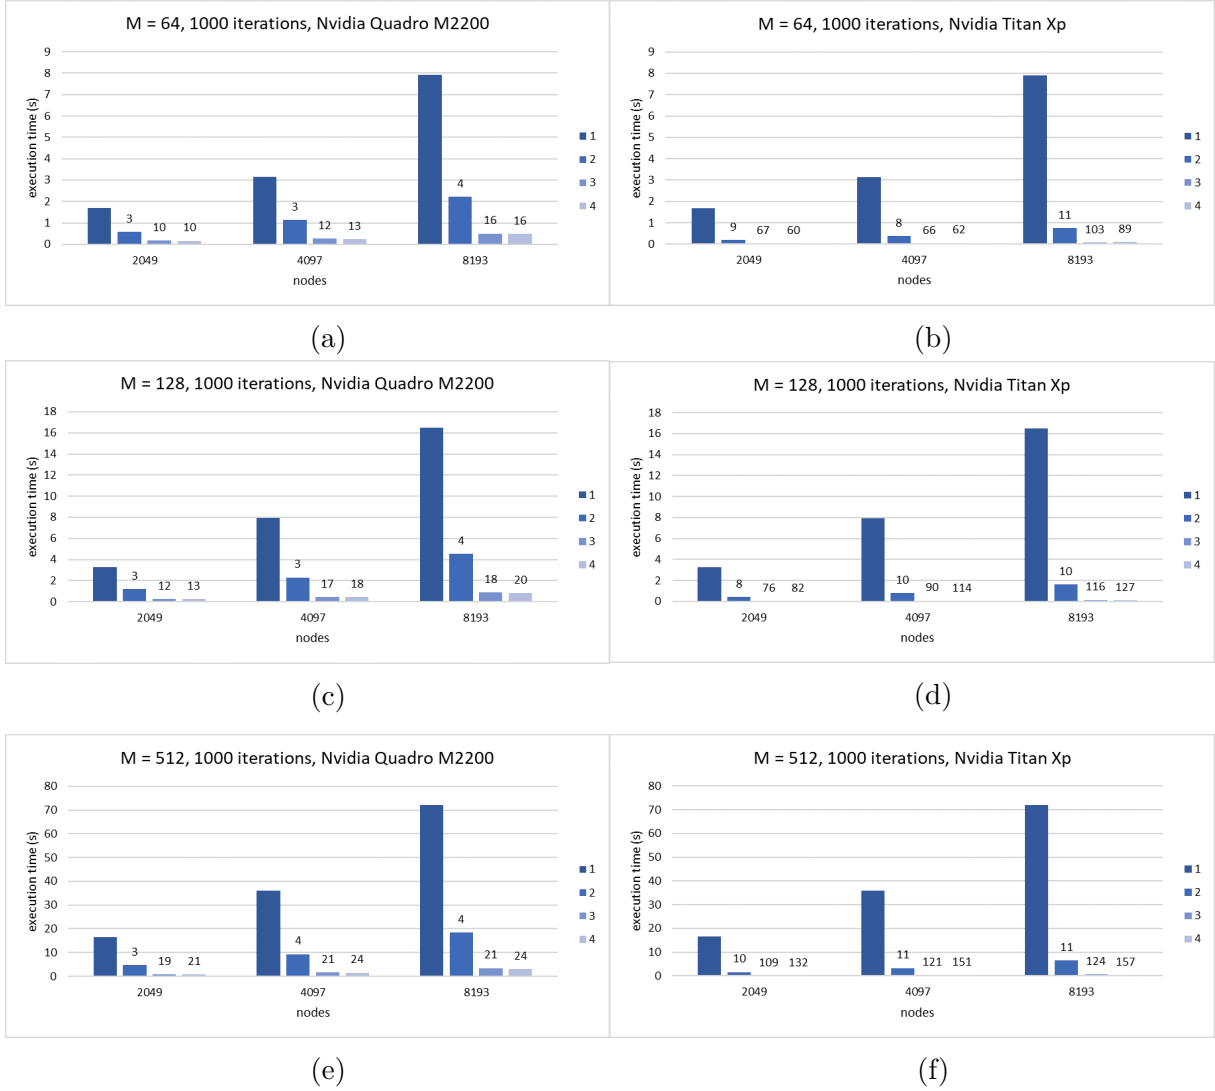 M = 64, 1000 iterations, Nvidia Quadro M2200
execution time (s)
9
8
7
6
5
4
3
2
1
0
3 10 10
3 12 13
4 16 16
2049 4097 8193
nodes
1
2
3
4
(a)
M = 64, 1000 iterations, Nvidia Titan Xp
execution time (s)
9
8
7
6
5
4
3
2
1
0
9 67 60
8 66 62
11 103 89
2049 4097 8193
nodes
1
2
3
4
(b)
M = 128, 1000 iterations, Nvidia Quadro M2200
execution time (s)
18
16
14
12
10
8
6
4
2
0
3 12 13
3 17 18
4 18 20
2049 4097 8193
nodes
1
2
3
4
(c)
M = 128, 1000 iterations, Nvidia Titan Xp
execution time (s)
18
16
14
12
10
8
6
4
2
0
8 76 82
10 90 114
10 116 127
2049 4097 8193
nodes
1
2
3
4
(d)
M = 512, 1000 iterations, Nvidia Quadro M2200
execution time (s)
80
70
60
50
40
30
20
10
0
3 19 21
4 21 24
4 21 24
2049 4097 8193
nodes
1
2
3
4
(e)
M = 512, 1000 iterations, Nvidia Titan Xp
execution time (s)
80
70
60
50
40
30
20
10
0
10 109 132
11 121 151
11 124 157
2049 4097 8193
nodes
1
2
3
4
(f)